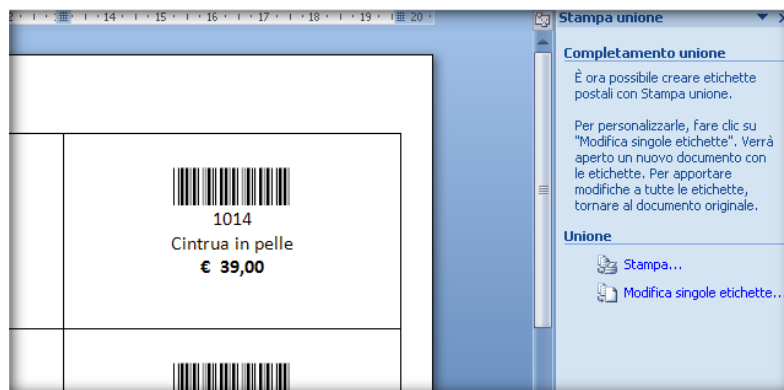 2 · 14 · 15 · 16 · 17 · 18 · 19 · 20
Stampa unione
Completamento unione
È ora possibile creare etichette
postali con Stampa unione.
Per personalizzarle, fare clic su
"Modifica singole etichette". Verrà
aperto un nuovo documento con
le etichette. Per apportare
modifiche a tutte le etichette,
tornare al documento originale.
Unione
Stampa...
Modifica singole etichette...
1014
Cintrua in pelle
€ 39,00